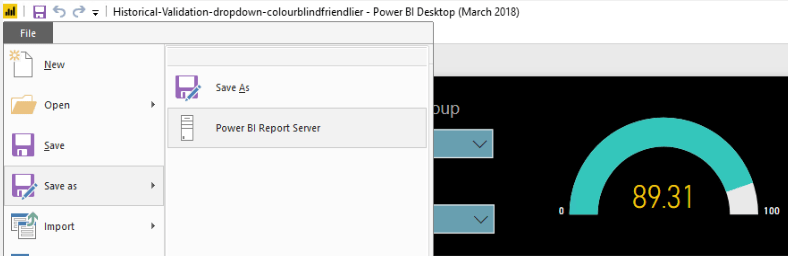 Historical-Validation-dropdown-colourblindfriendlier - Power BI Desktop (March 2018)
File
New
Open
Save
Save as
Import
Save As
Power BI Report Server
oup
89.31
0
100